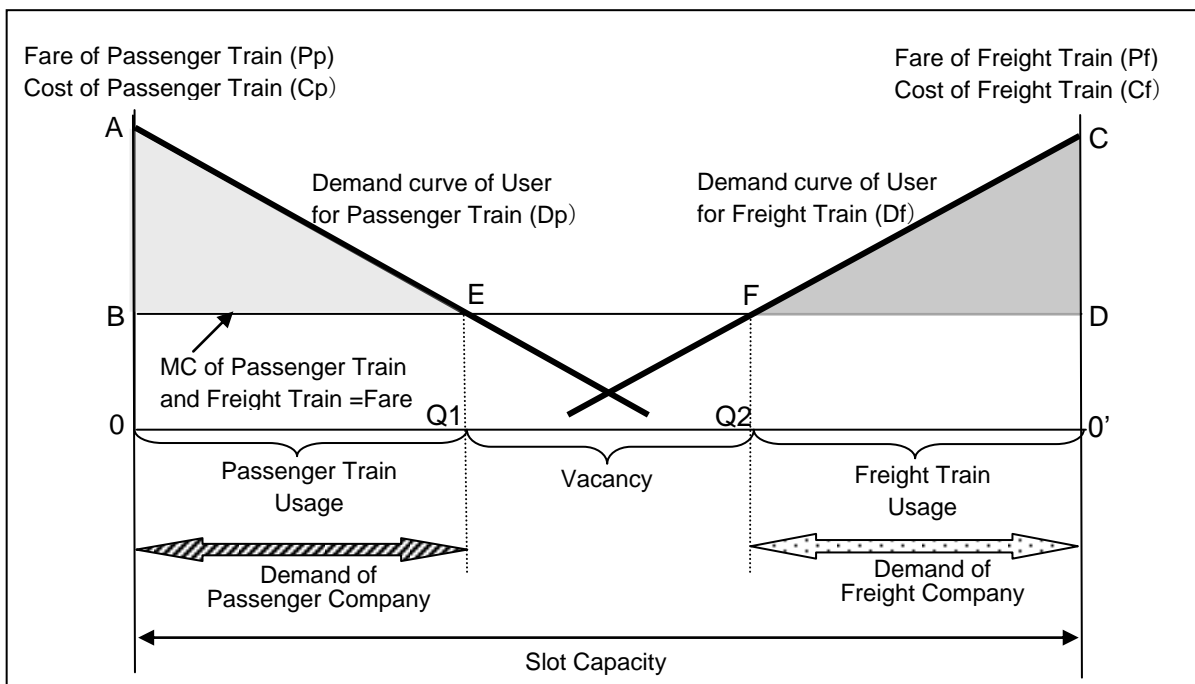 Fare of Passenger Train (Pp)
Cost of Passenger Train (Cp）
Fare of Freight Train (Pf)
Cost of Freight Train (Cf）
A
C
Demand curve of User
for Passenger Train (Dp）
Demand curve of User
for Freight Train (Df）
E
F
B
D
MC of Passenger Train
and Freight Train =Fare
0
Q1
Q2
0’
Passenger Train
Usage
Vacancy
Freight Train
Usage
Demand of
Passenger Company
Demand of
Freight Company
Slot Capacity